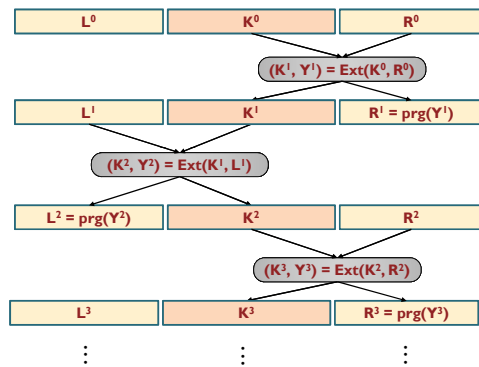 L⁰ K⁰ R⁰
(K¹, Y¹) = Ext(K⁰, R⁰)
L¹ K¹ R¹ = prg(Y¹)
(K², Y²) = Ext(K¹, L¹)
L² = prg(Y²) K² R²
(K³, Y³) = Ext(K², R²)
L³ K³ R³ = prg(Y³)
⋮ ⋮ ⋮